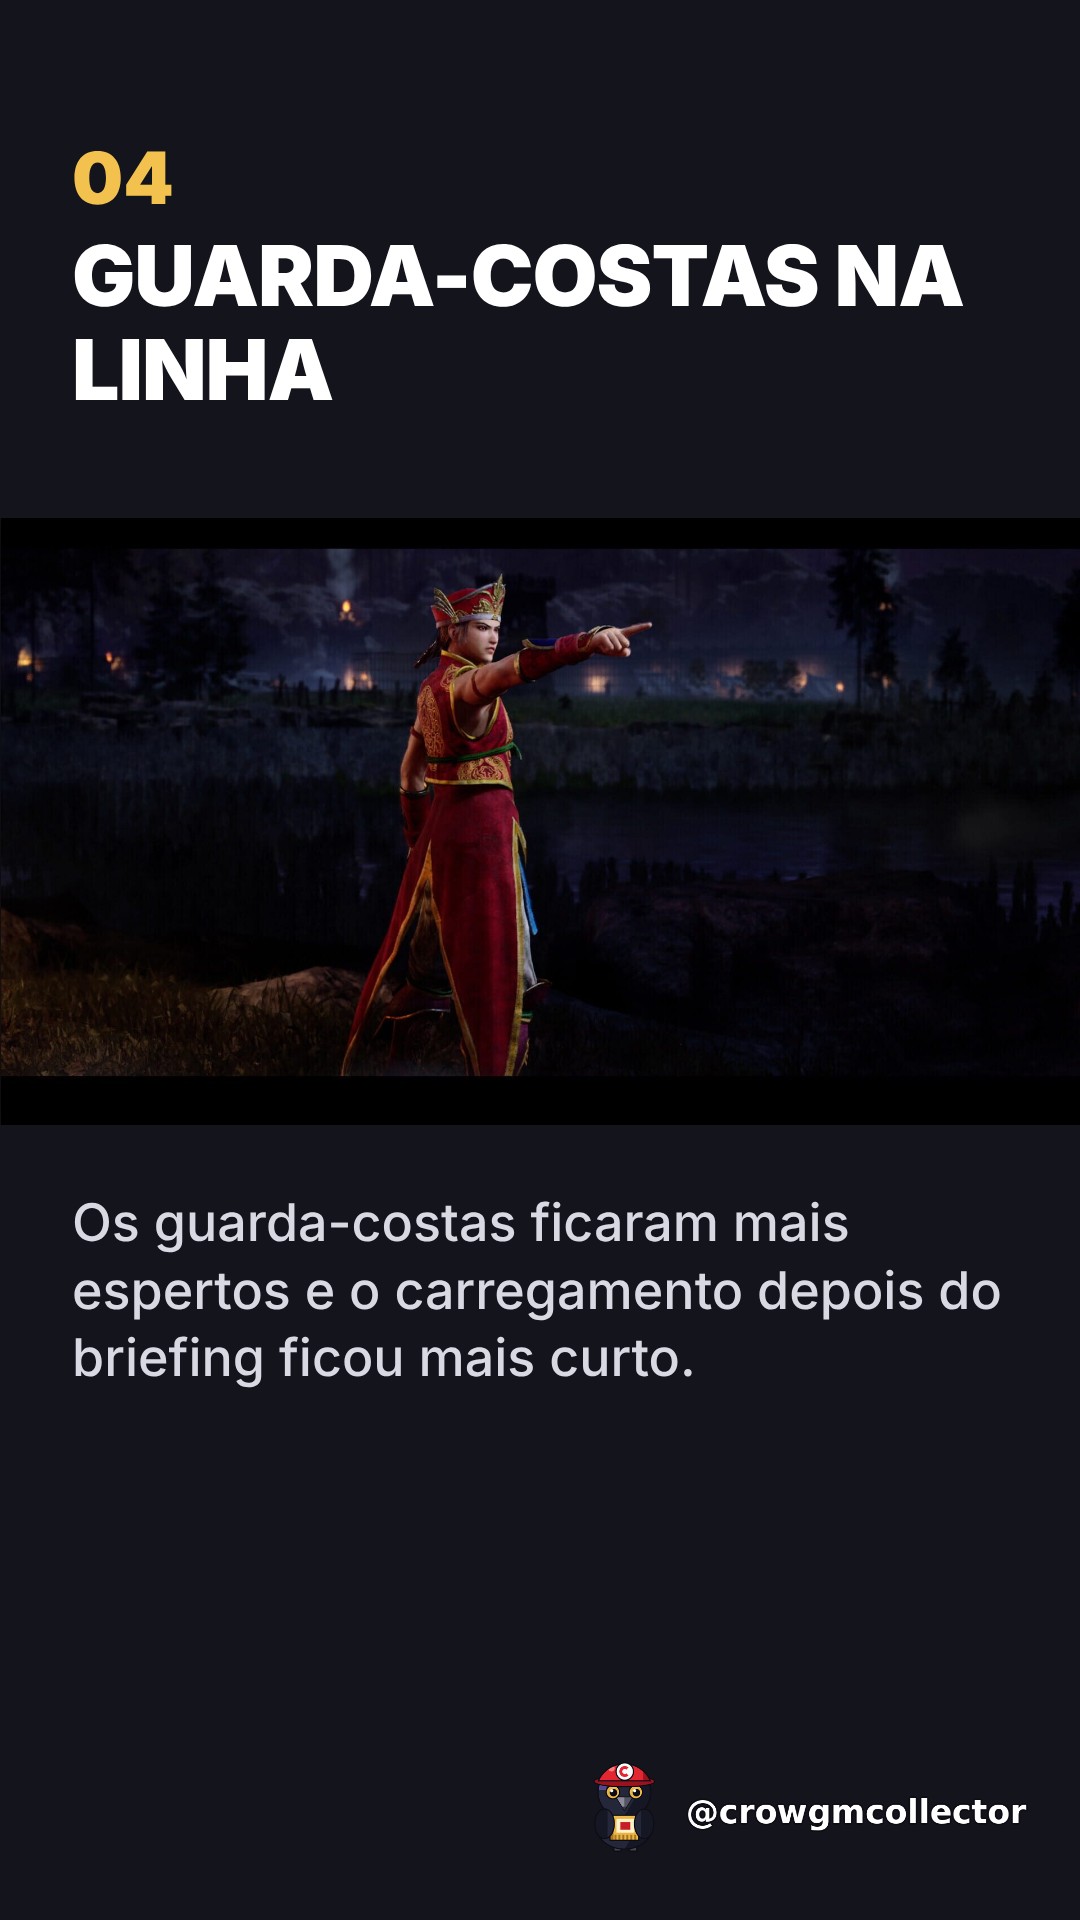 04
GUARDA-COSTAS NA
LINHA
Os guarda-costas ficaram mais
espertos e o carregamento depois do
briefing ficou mais curto.
C
@crowgmcollector